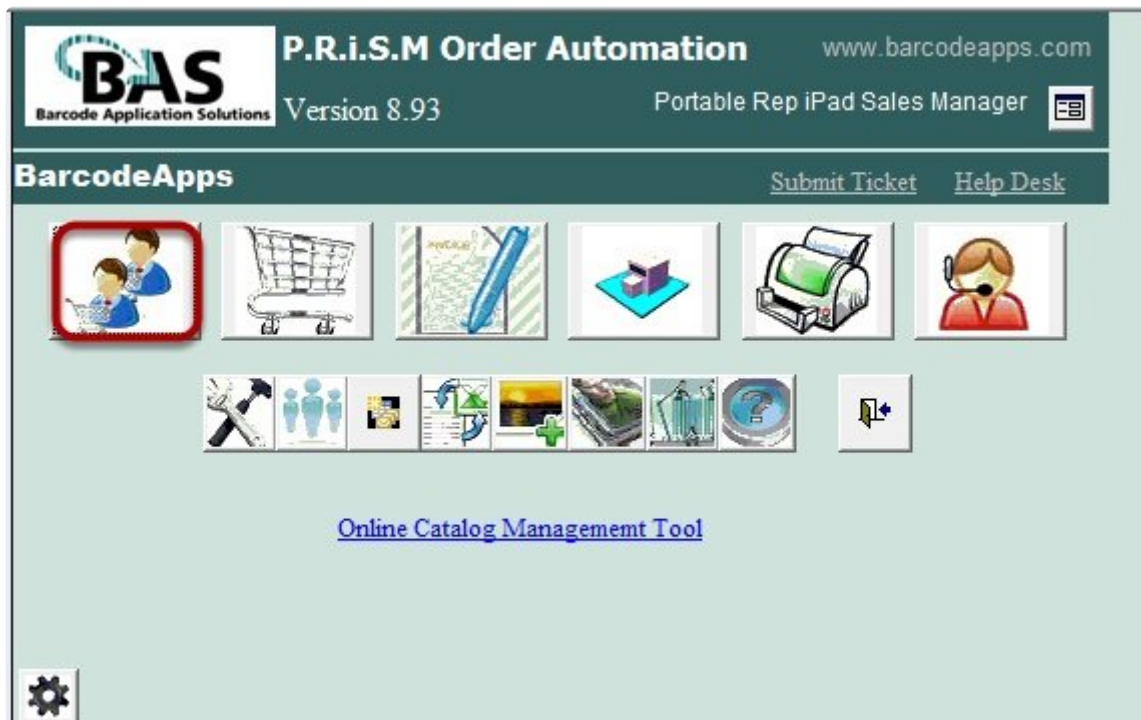 BAS
Barcode Application Solutions
P.R.i.S.M Order Automation
www.barcodeapps.com
Version 8.93
Portable Rep iPad Sales Manager
BarcodeApps
Submit Ticket
Help Desk
INVOICE
Online Catalog Managememt Tool